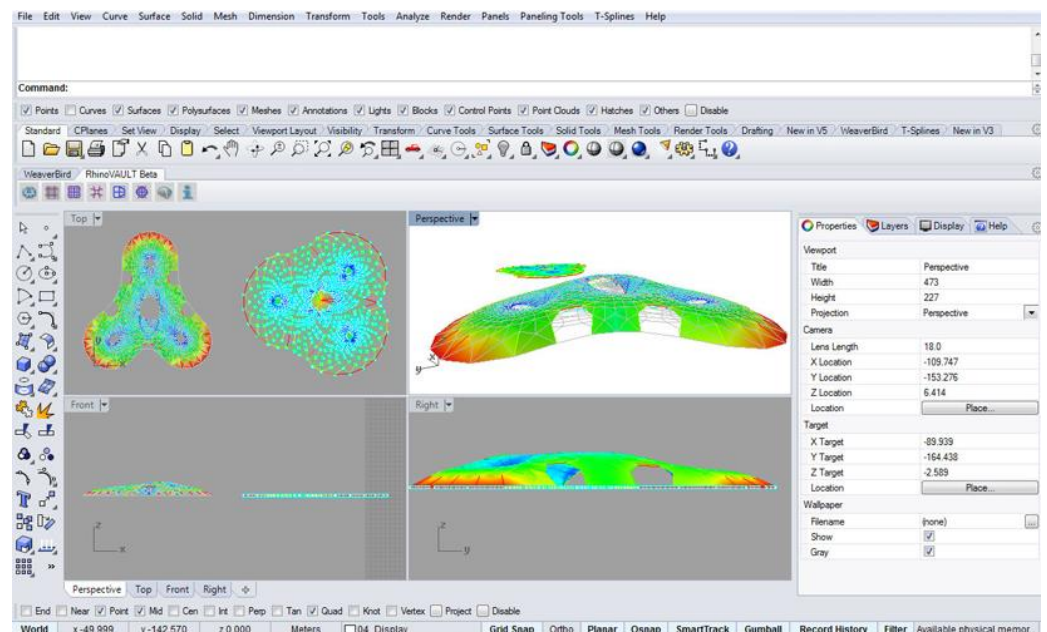 File Edit View Curve Surface Solid Mesh Dimension Transform Tools Analyze Render Panels Paneling Tools T-Splines Help
Command:
Points Curves Surfaces Polysurfaces Meshes Annotations Lights Blocks Control Points Point Clouds Hatches Others Disable
Standard CPlanes Set View Display Select Viewport Layout Visibility Transform Curve Tools Surface Tools Solid Tools Mesh Tools Render Tools Drafting New in V5 WeaverBird T-Splines New in V3
WeaverBird RhinoVAULT Beta
Top Perspective
Properties Layers Display Help
Viewport
Title Perspective
Width 473
Height 227
Projection Perspective
Camera
Lens Length 18.0
X Location -109.747
Y Location -153.276
Z Location 6.414
Location Place...
Target
X Target -89.939
Y Target -164.438
Z Target -2.589
Location Place...
Wallpaper
Filename (none) ...
Show
Gray
y x
x y
Front Right
z x
z y
Perspective Top Front Right
End Near Point Mid Cen Int Perp Tan Quad Knot Vertex Project Disable
World x -49.999 y -142.570 z 0.000 Meters 04_Display Grid Snap Ortho Planar Osnap SmartTrack Gumball Record History Filter Available physical memor